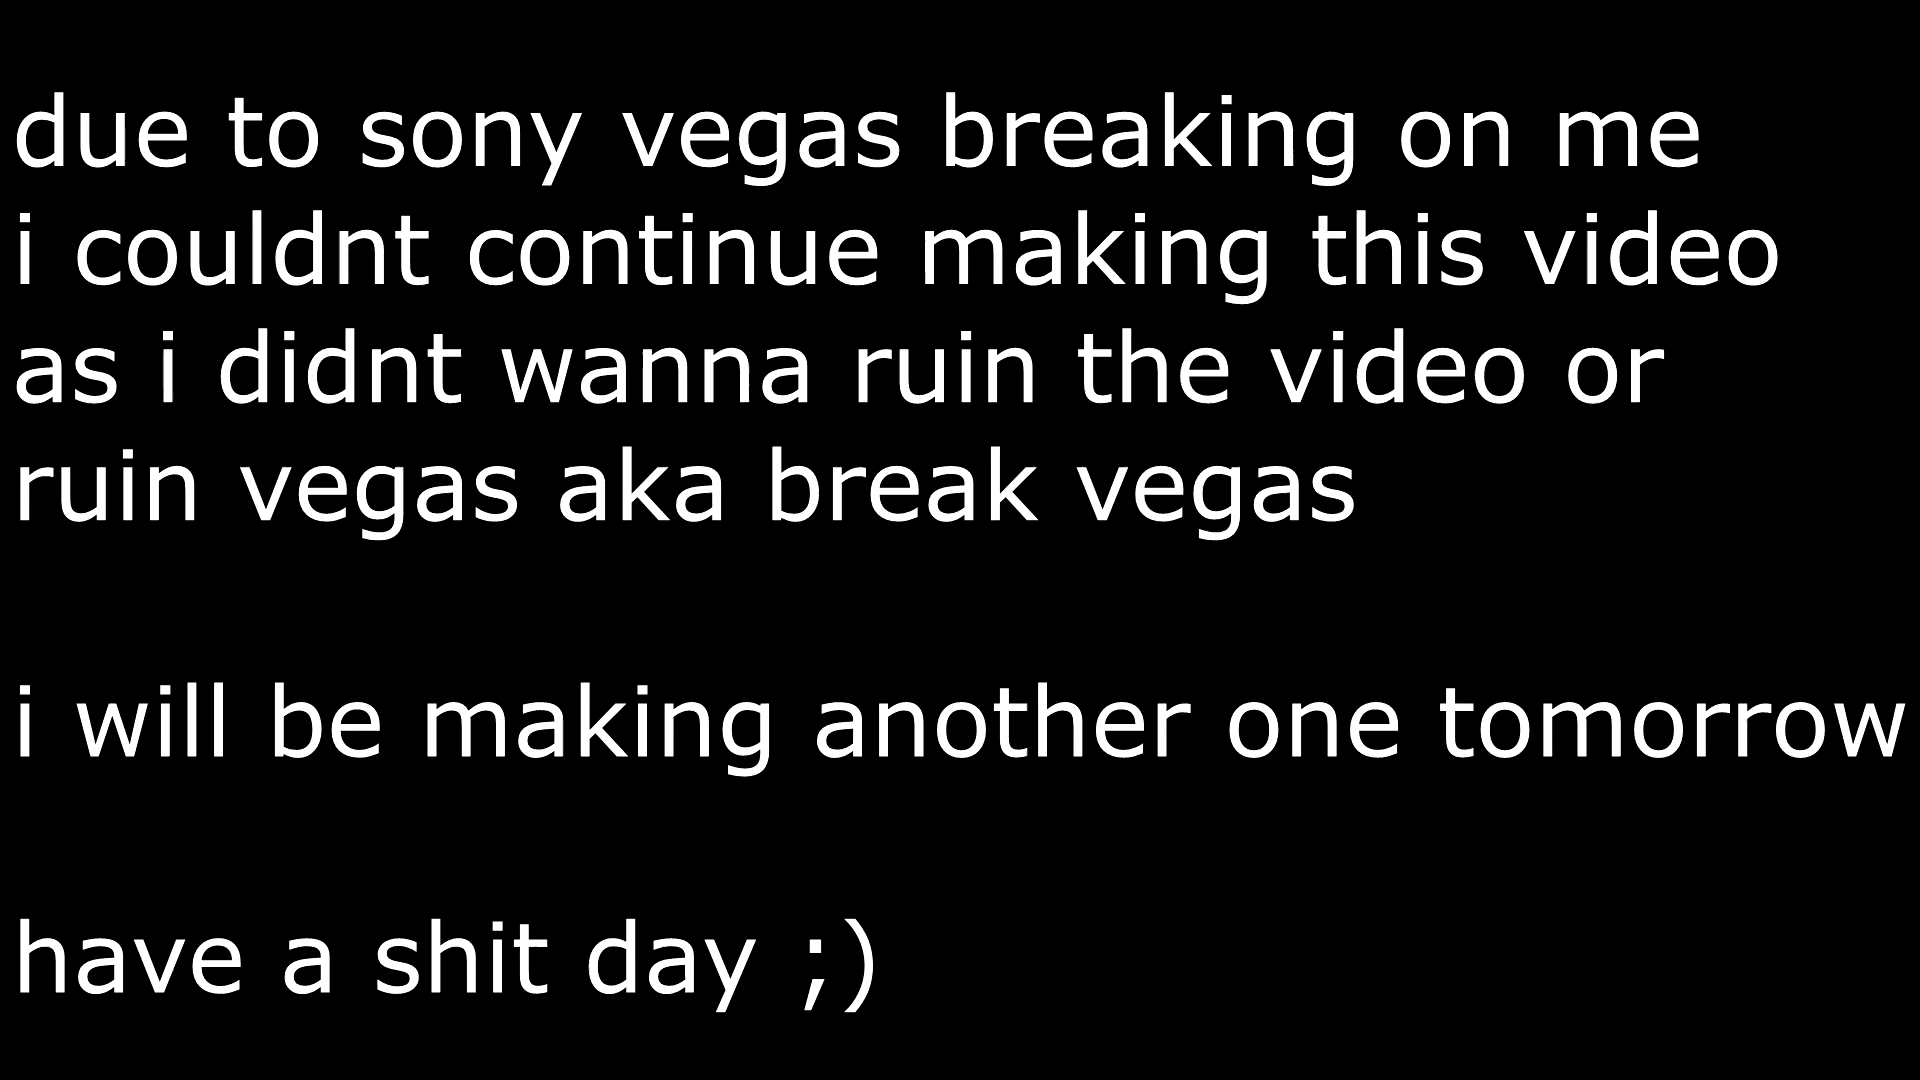 due to sony vegas breaking on me
i couldnt continue making this video
as i didnt wanna ruin the video or
ruin vegas aka break vegas
i will be making another one tomorrow
have a shit day ;)